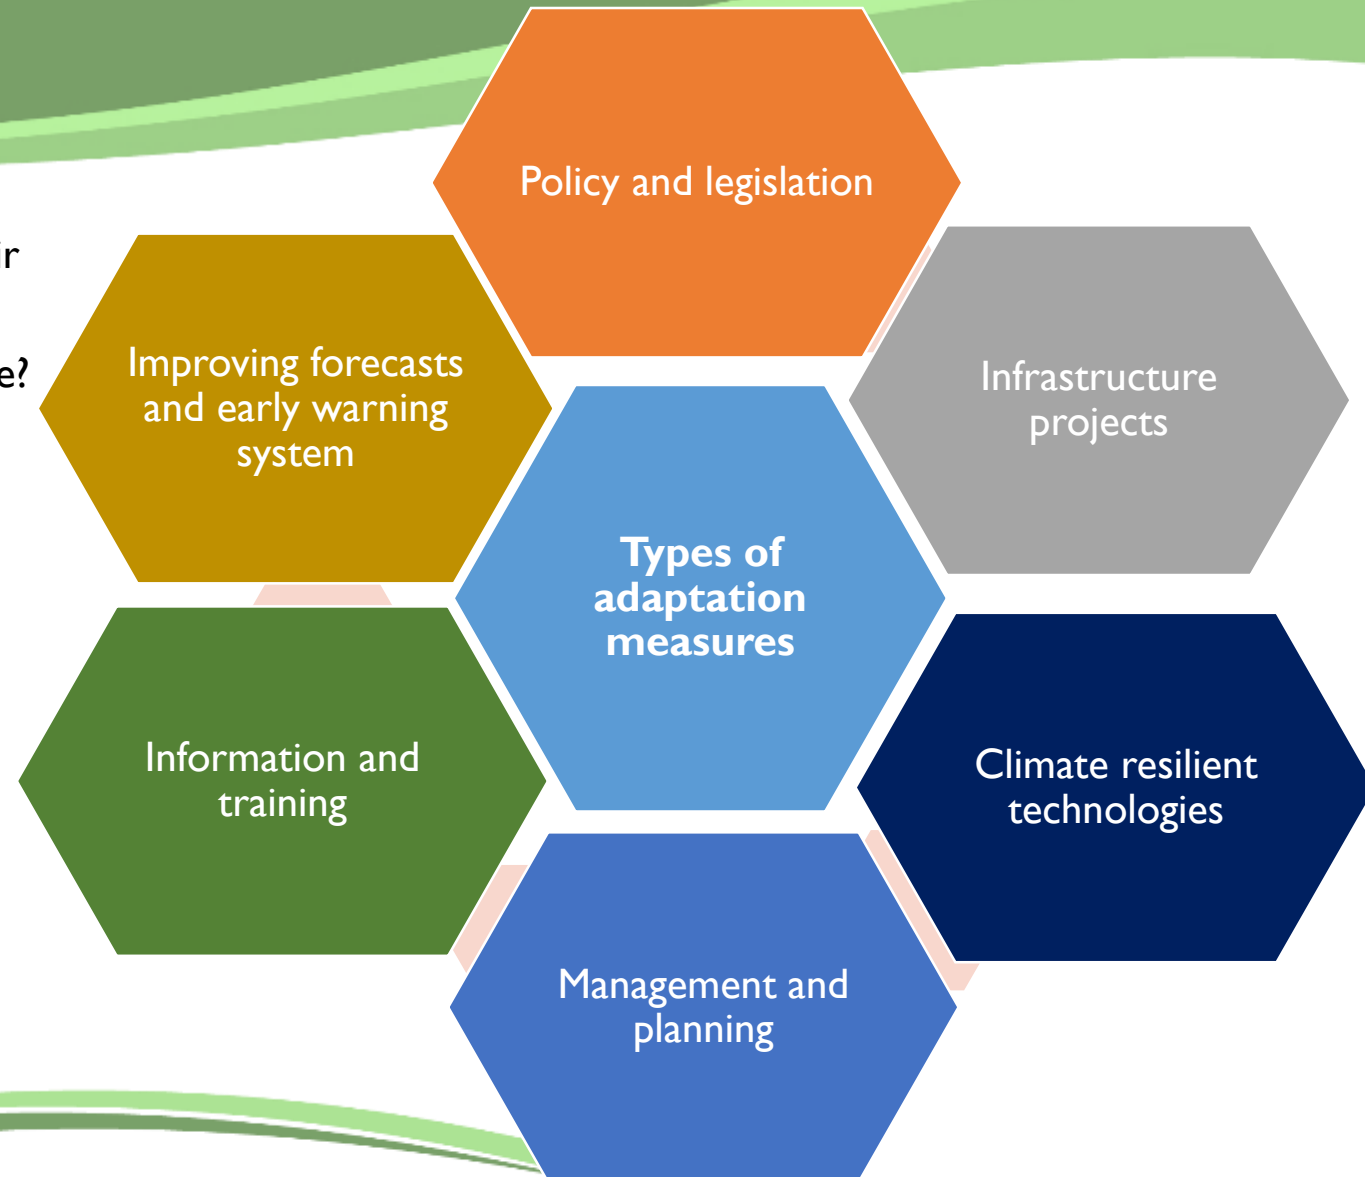 Policy and legislation
ir
e?
Improving forecasts
and early warning
system
Infrastructure
projects
Types of
adaptation
measures
Information and
training
Climate resilient
technologies
Management and
planning